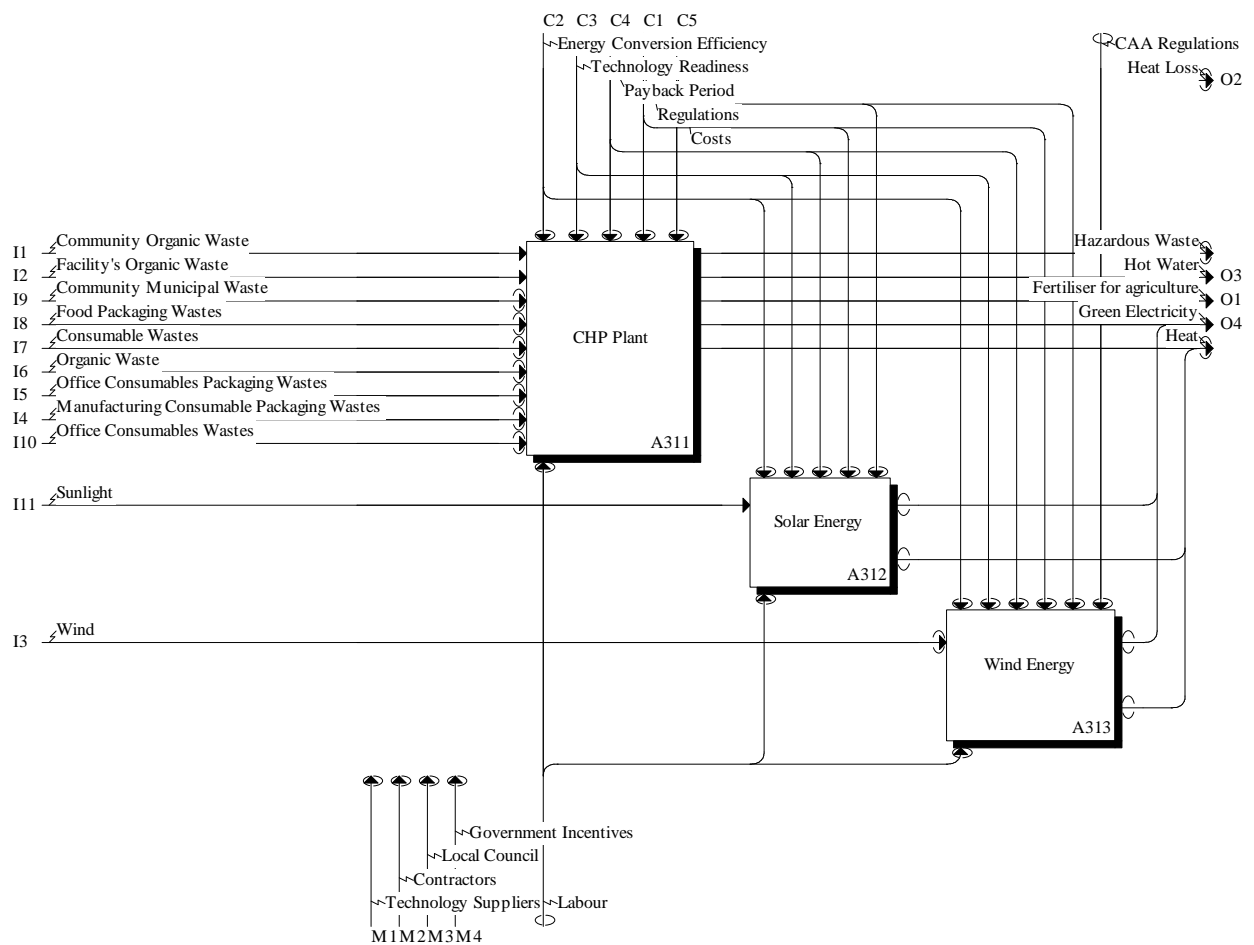 C2 C3 C4 C1 C5
Energy Conversion Efficiency
CAA Regulations
Technology Readiness
Heat Loss
O2
Payback Period
Regulations
Costs
I1
Community Organic Waste
Hazardous Waste
I2
Facility's Organic Waste
Hot Water
O3
I9
Community Municipal Waste
Fertiliser for agriculture
O1
I8
Food Packaging Wastes
Green Electricity
O4
I7
Consumable Wastes
CHP Plant
Heat
I6
Organic Waste
I5
Office Consumables Packaging Wastes
I4
Manufacturing Consumable Packaging Wastes
I10
Office Consumables Wastes
A311
I11
Sunlight
Solar Energy
A312
I3
Wind
Wind Energy
A313
Government Incentives
Local Council
Contractors
Technology Suppliers
Labour
M1 M2 M3 M4